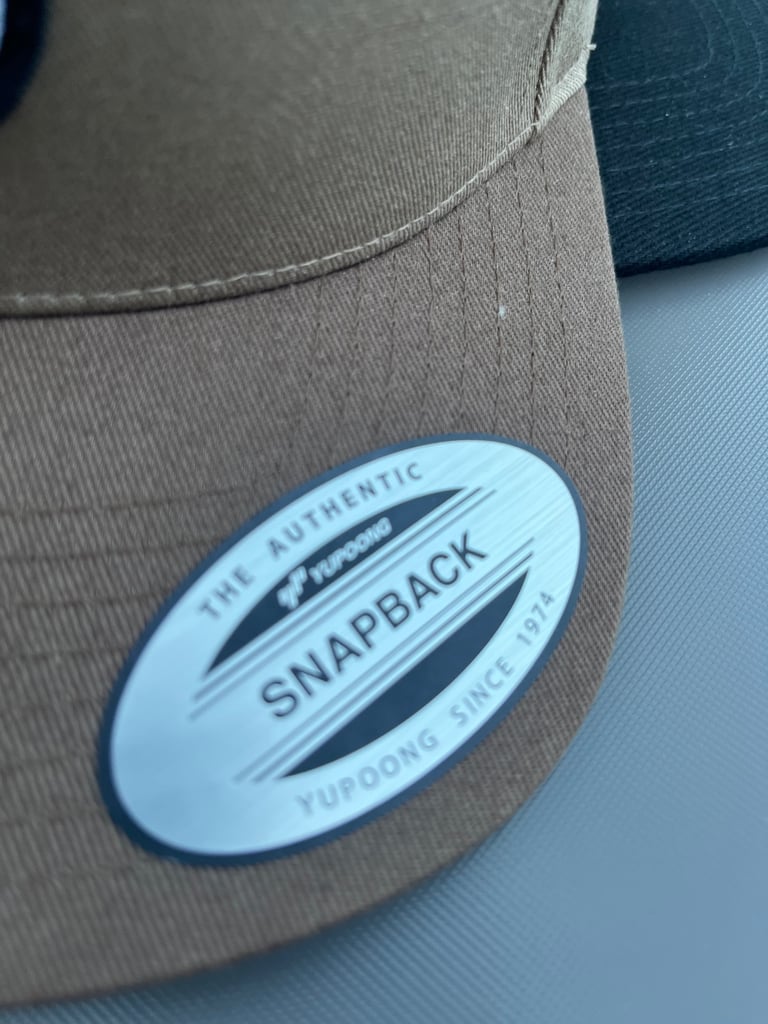 THE AUTHENTIC
YUPOONG
SNAPBACK
YUPOONG SINCE 1974